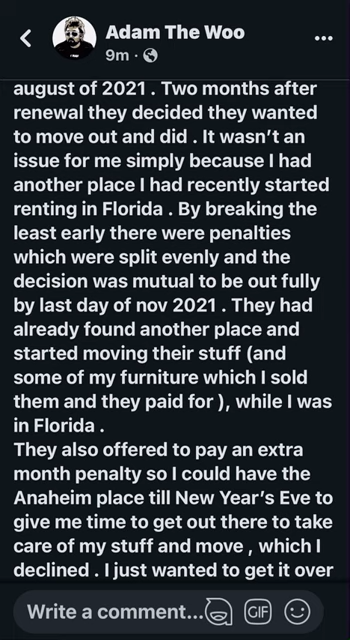 Adam The Woo
9m ·
august of 2021 . Two months after
renewal they decided they wanted
to move out and did . It wasn’t an
issue for me simply because I had
another place I had recently started
renting in Florida . By breaking the
least early there were penalties
which were split evenly and the
decision was mutual to be out fully
by last day of nov 2021 . They had
already found another place and
started moving their stuff (and
some of my furniture which I sold
them and they paid for ), while I was
in Florida .
They also offered to pay an extra
month penalty so I could have the
Anaheim place till New Year’s Eve to
give me time to get out there to take
care of my stuff and move , which I
declined . I just wanted to get it over
Write a comment...
GIF